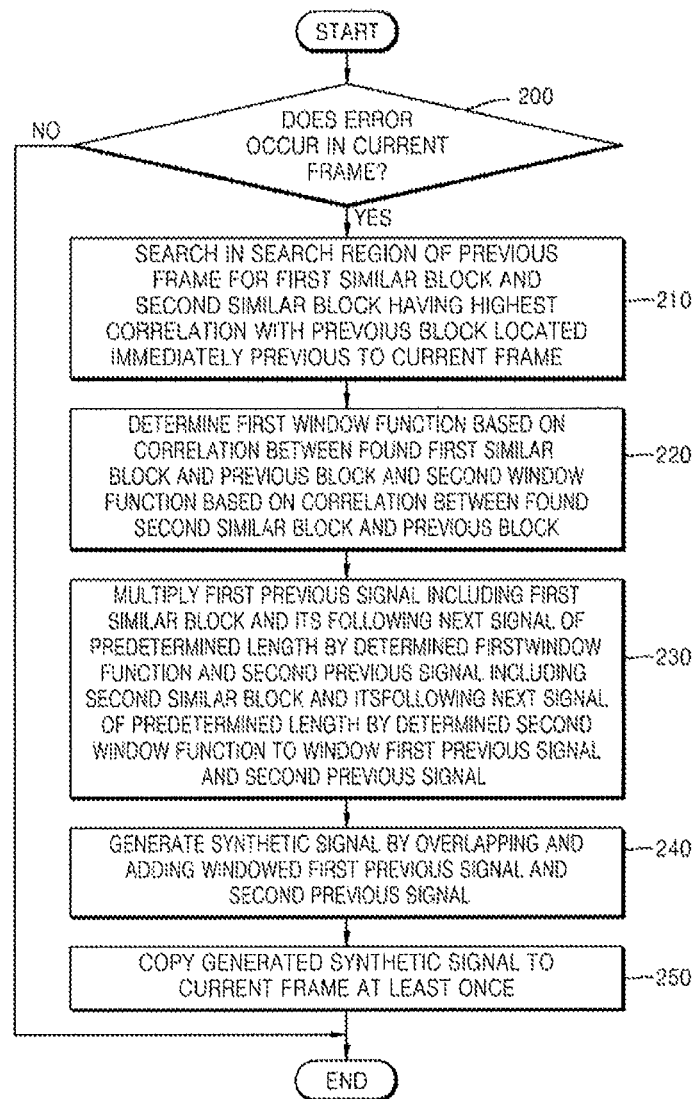 START
200
DOES ERROR
OCCUR IN CURRENT
FRAME?
NO
YES
SEARCH IN SEARCH REGION OF PREVIOUS
FRAME FOR FIRST SIMILAR BLOCK AND
SECOND SIMILAR BLOCK HAVING HIGHEST
CORRELATION WITH PREVOIUS BLOCK LOCATED
IMMEDIATELY PREVIOUS TO CURRENT FRAME
210
DETERMINE FIRST WINDOW FUNCTION BASED ON
CORRELATION BETWEEN FOUND FIRST SIMILAR
BLOCK AND PREVIOUS BLOCK AND SECOND WINDOW
FUNCTION BASED ON CORRELATION BETWEEN FOUND
SECOND SIMILAR BLOCK AND PREVIOUS BLOCK
220
MULTIPLY FIRST PREVIOUS SIGNAL INCLUDING FIRST
SIMILAR BLOCK AND ITS FOLLOWING NEXT SIGNAL OF
PREDETERMINED LENGTH BY DETERMINED FIRSTWINDOW
FUNCTION AND SECOND PREVIOUS SIGNAL INCLUDING
SECOND SIMILAR BLOCK AND ITSFOLLOWING NEXT SIGNAL
OF PREDETERMINED LENGTH BY DETERMINED SECOND
WINDOW FUNCTION TO WINDOW FIRST PREVIOUS SIGNAL
AND SECOND PREVIOUS SIGNAL
230
GENERATE SYNTHETIC SIGNAL BY OVERLAPPING AND
ADDING WINDOWED FIRST PREVIOUS SIGNAL AND
SECOND PREVIOUS SIGNAL
240
COPY GENERATED SYNTHETIC SIGNAL TO
CURRENT FRAME AT LEAST ONCE
250
END